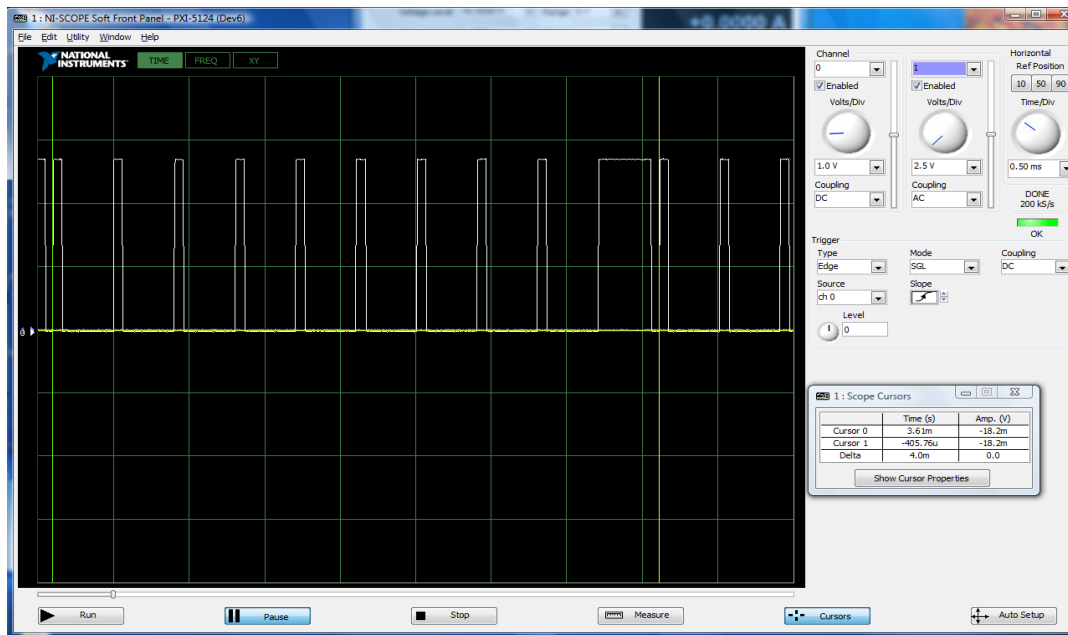 1 : NI-SCOPE Soft Front Panel - PXI-5124 (Dev6)
+0.0000 A
File Edit Utility Window Help
NATIONAL
INSTRUMENTS
TIME FREQ XY
Channel
0
Enabled
Volts/Div
1.0 V
Coupling
DC
1
Enabled
Volts/Div
2.5 V
Coupling
AC
Horizontal
Ref Position
10 50 90
Time/Div
0.50 ms
DONE
200 kS/s
OK
Trigger
Type Mode Coupling
Edge SGL DC
Source Slope
ch 0
Level
0
1 : Scope Cursors
Time (s) Amp. (V)
Cursor 0 3.61m -18.2m
Cursor 1 -405.76u -18.2m
Delta 4.0m 0.0
Show Cursor Properties
Run Pause Stop Measure Cursors Auto Setup